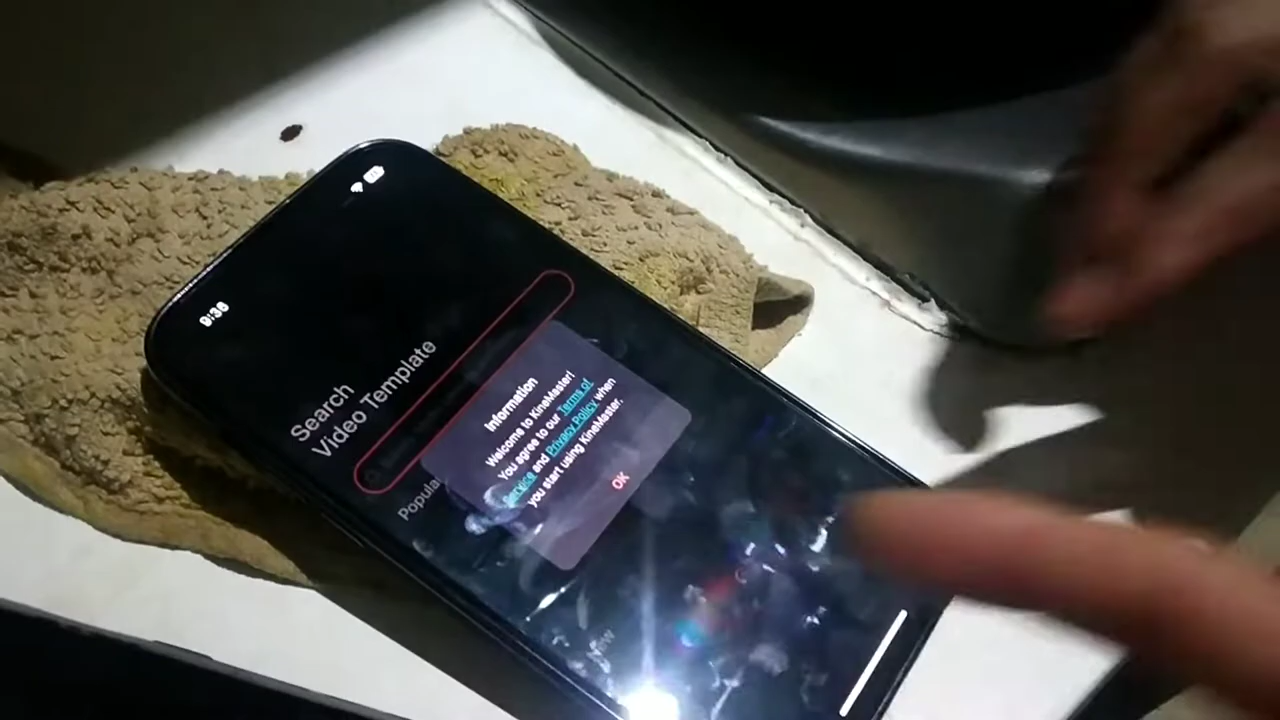 9:36
Search
Video Template
Popular
Information
Welcome to KineMaster!
You agree to our Terms of
Service and Privacy Policy when
you start using KineMaster.
OK